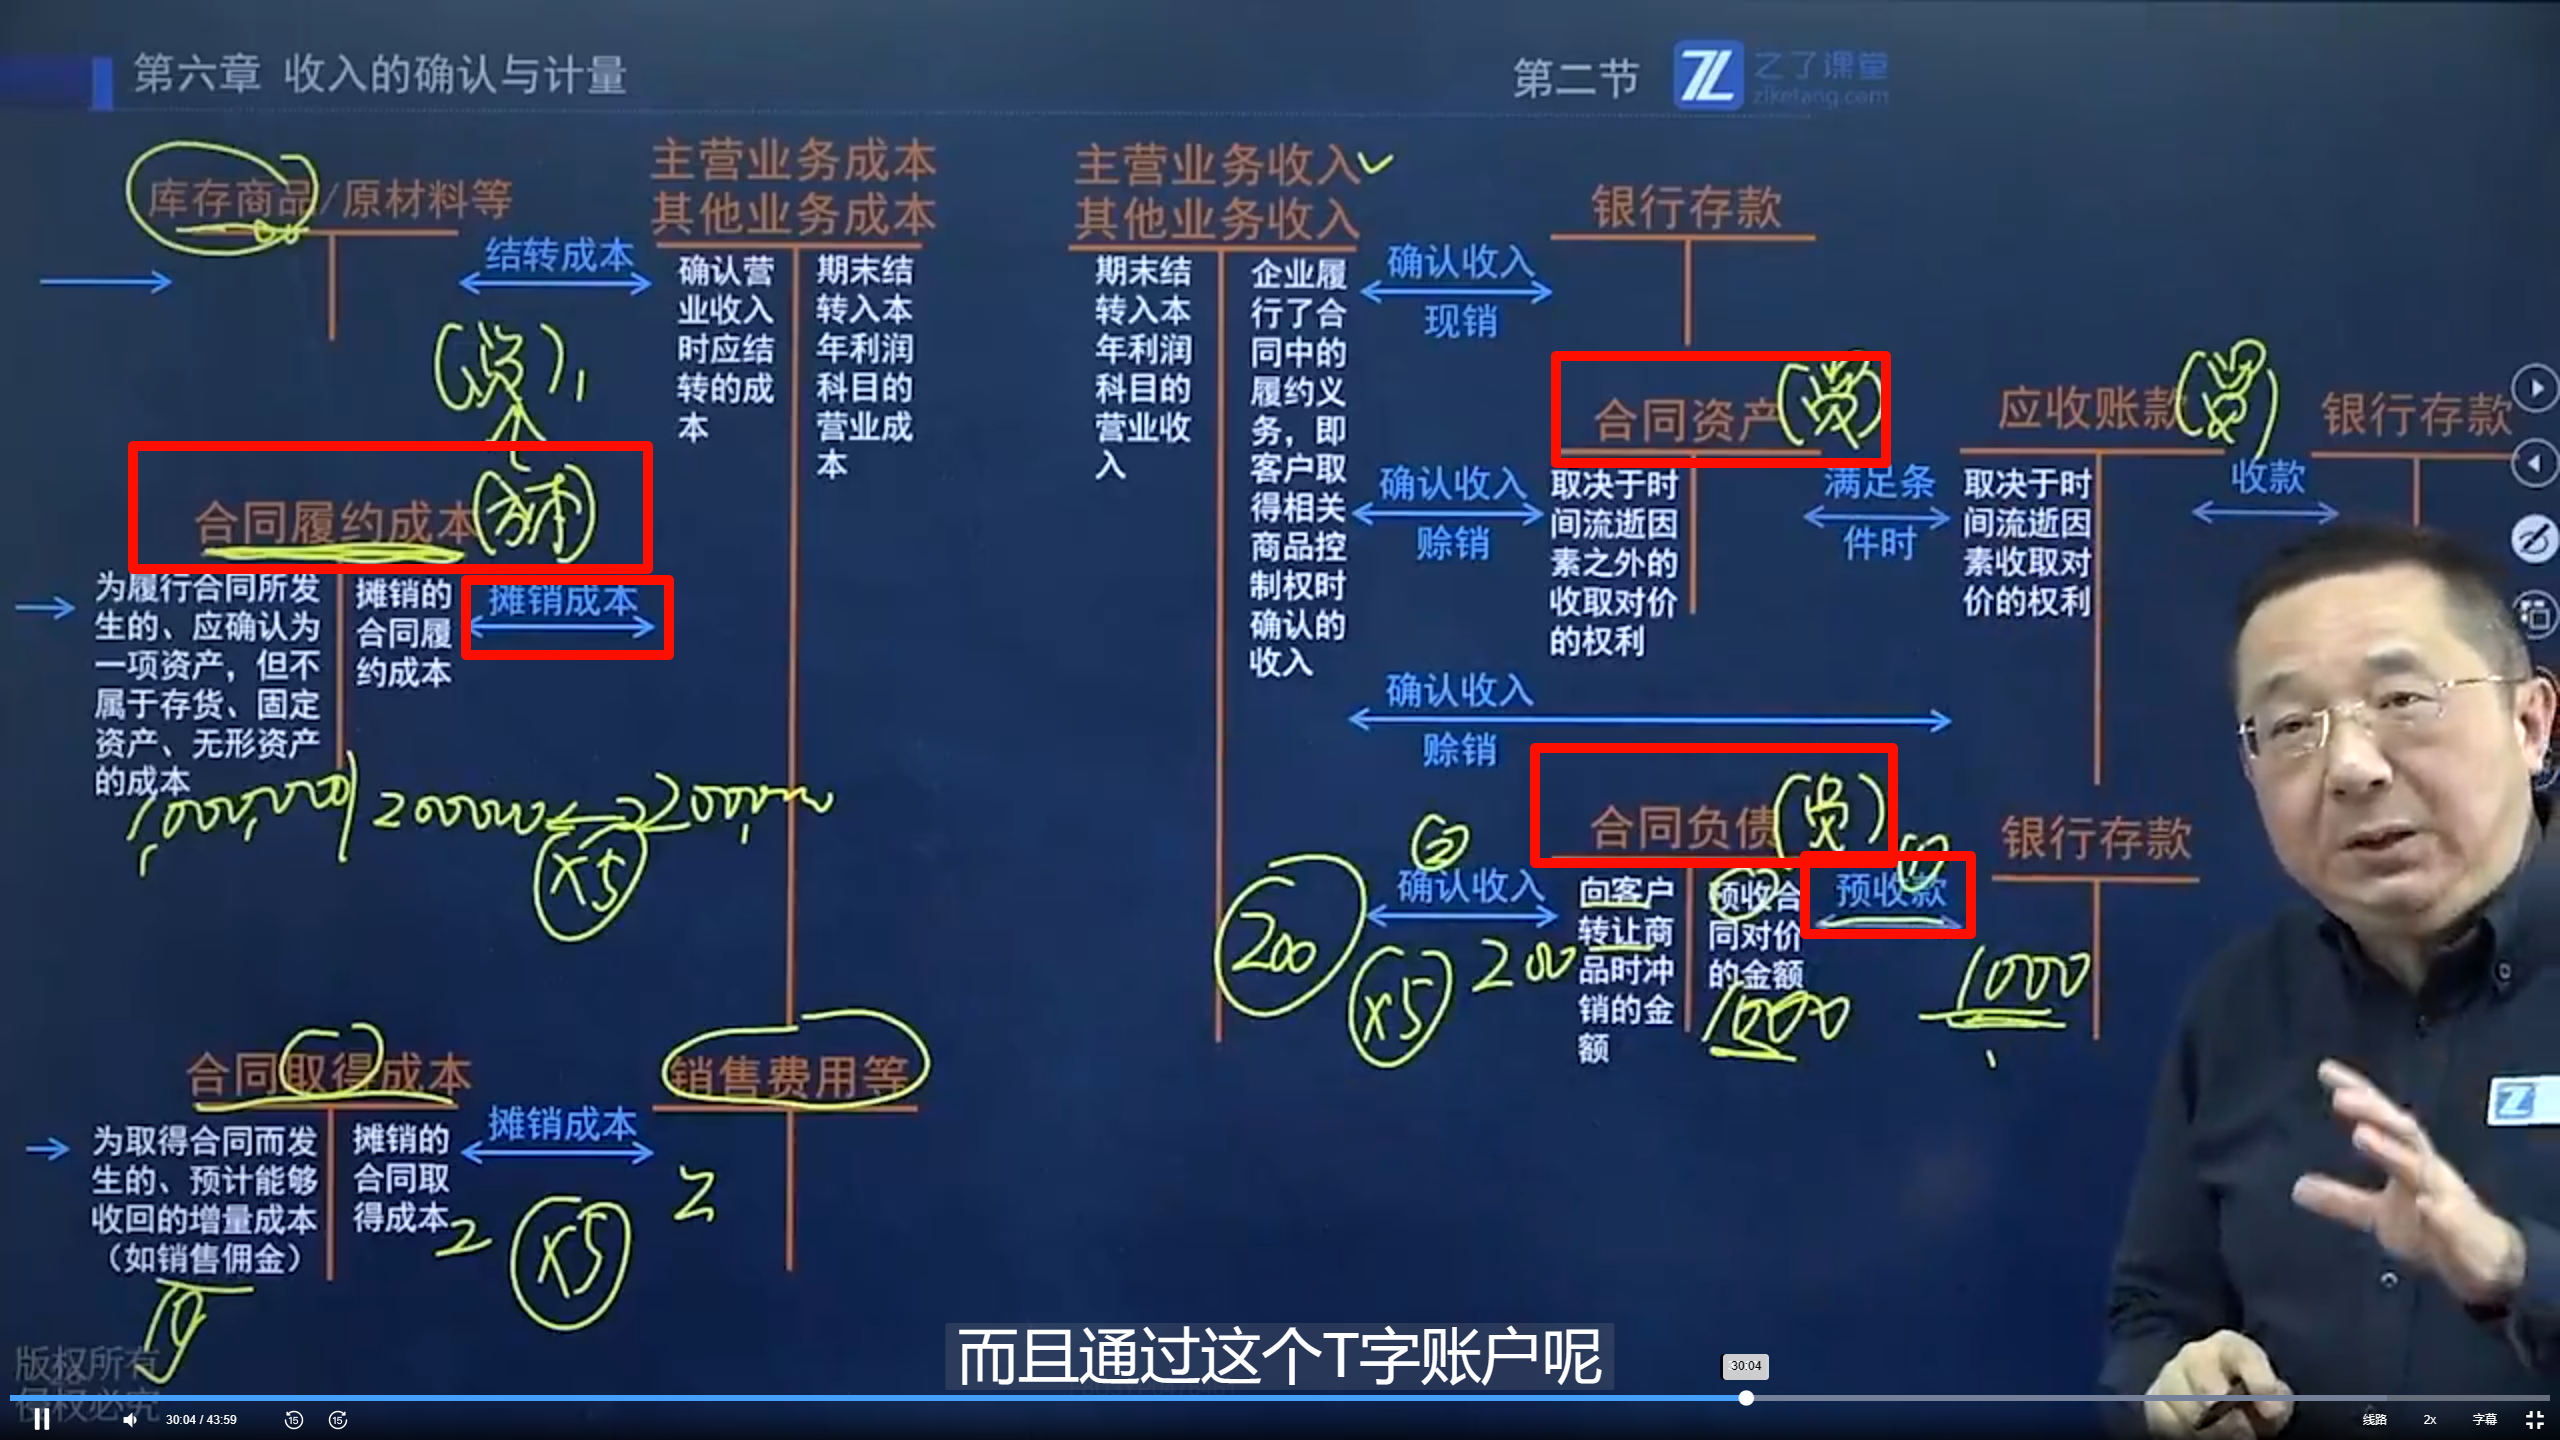 第六章 收入的确认与计量
第二节
之了课堂
zlketang.com
库存商品/原材料等
结转成本
主营业务成本
其他业务成本
确认营
业收入
时应结
转的成
本
期末结
转入本
年利润
科目的
营业成
本
主营业务收入
其他业务收入
期末结
转入本
年利润
科目的
营业收
入
企业履
行了合
同中的
履约义
务，即
客户取
得相关
商品控
制权时
确认的
收入
确认收入
现销
银行存款
(资)
合同履约成本
为履行合同所发
生的、应确认为
一项资产，但不
属于存货、固定
资产、无形资产
的成本
摊销的
合同履
约成本
摊销成本
1000,000
200000
200,000
×5
合同资产
确认收入
赊销
取决于时
间流逝因
素之外的
收取对价
的权利
满足条
件时
应收账款
取决于时
间流逝因
素收取对
价的权利
收款
银行存款
确认收入
赊销
合同负债
②
确认收入
200
×5
200
向客户
转让商
品时冲
销的金
额
预收合
同对价
的金额
1000
①
预收款
1000
银行存款
合同取得成本
为取得合同而发
生的、预计能够
收回的增量成本
（如销售佣金）
10
摊销的
合同取
得成本
2
摊销成本
×5
2
销售费用等
版权所有
侵权必究
而且通过这个T字账户呢
30:04
30:04 / 43:59
15
15
线路
2x
字幕